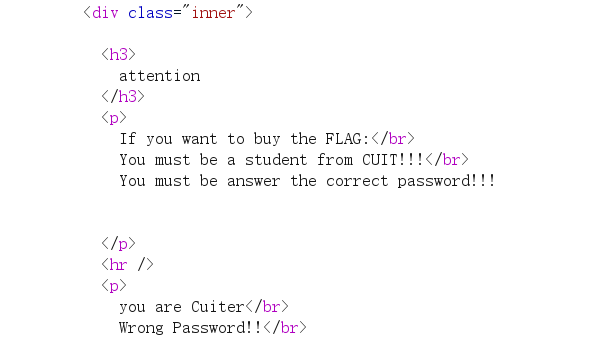 <div class="inner">
<h3>
attention
</h3>
<p>
If you want to buy the FLAG:</br>
You must be a student from CUIT!!!</br>
You must be answer the correct password!!!
</p>
<hr />
<p>
you are Cuiter</br>
Wrong Password!!</br>